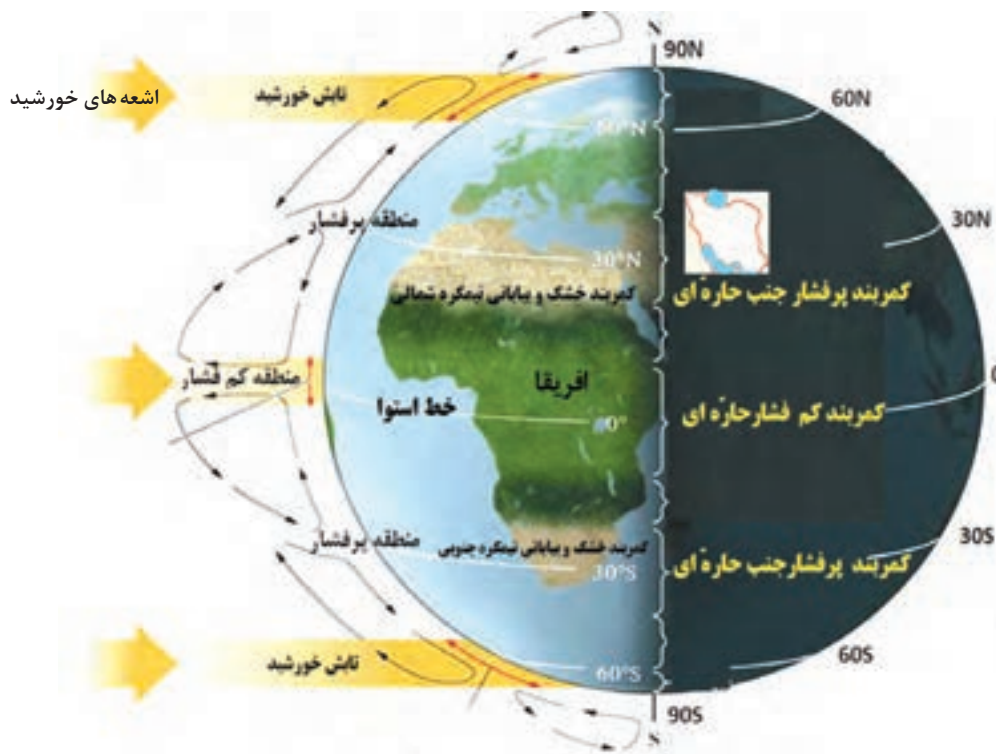 90N
اشعه های خورشید
تابش خورشید
60N
60°N
منطقه پرفشار
30N
30°N
کمربند خشک و بیابانی نیمکره شمالی
کمربند پرفشار جنب حارّه ای
منطقه کم فشار
افریقا
خط استوا
0°
0
کمربند کم فشارحارّه ای
منطقه پرفشار
کمربند خشک و بیابانی نیمکره جنوبی
30°S
30S
کمربند پرفشارجنب حارّه ای
تابش خورشید
60°S
60S
90S